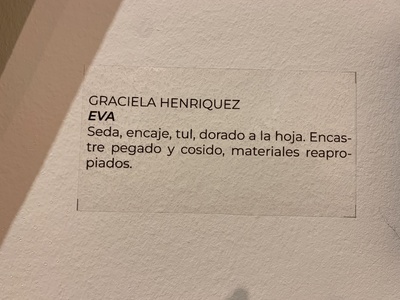 GRACIELA HENRIQUEZ
EVA
Seda, encaje, tul, dorado a la hoja. Encas-
tre pegado y cosido, materiales reapro-
piados.